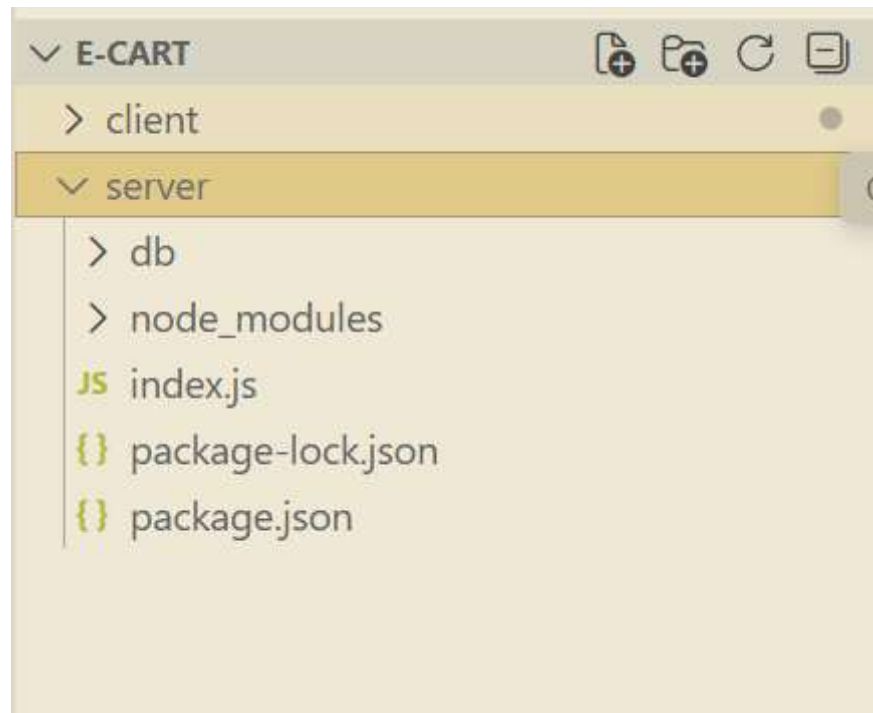 E-CART
client
server
db
node_modules
JS index.js
{} package-lock.json
{} package.json